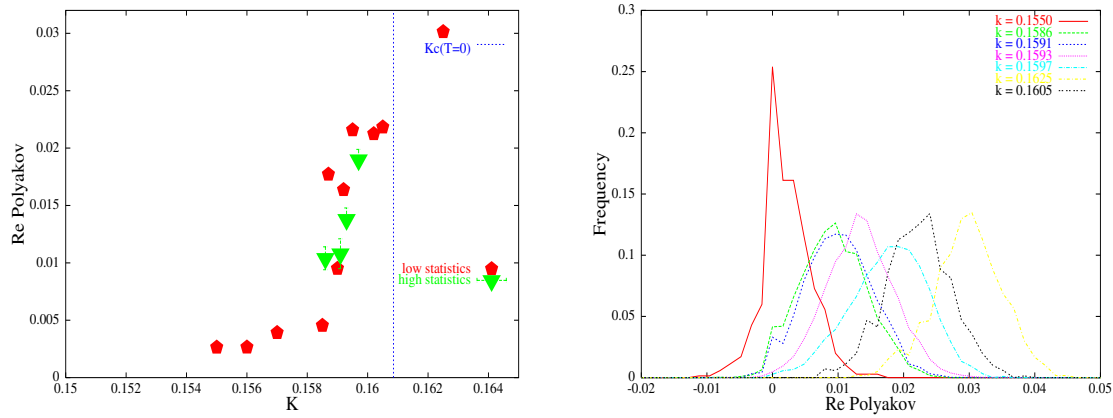 0.03
0.025
0.02
0.015
0.01
0.005
0
Re Polyakov
0.15
0.152
0.154
0.156
0.158
0.16
0.162
0.164
K
Kc(T=0)
low statistics
high statistics
0.3
0.25
0.2
0.15
0.1
0.05
0
Frequency
-0.02
-0.01
0
0.01
0.02
0.03
0.04
0.05
Re Polyakov
k = 0.1550
k = 0.1586
k = 0.1591
k = 0.1593
k = 0.1597
k = 0.1625
k = 0.1605